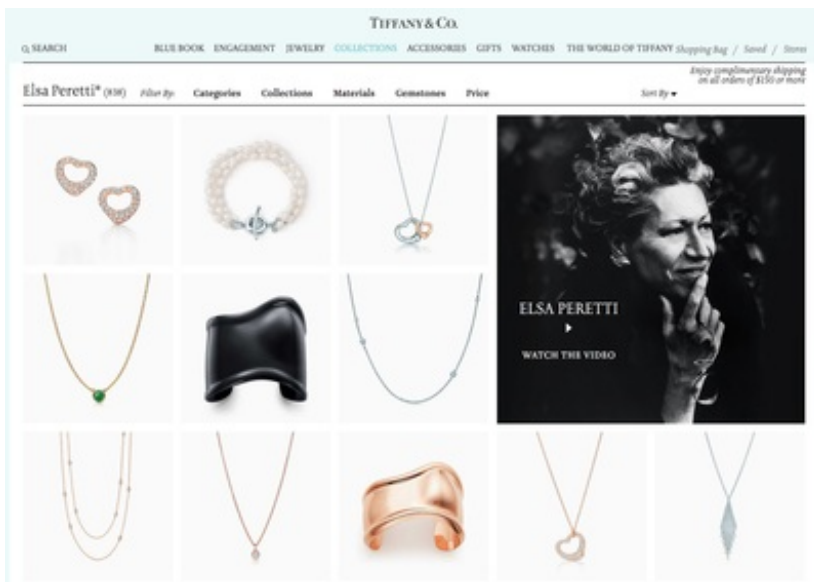 TIFFANY & CO.
SEARCH BLUE BOOK ENGAGEMENT JEWELRY COLLECTIONS ACCESSORIES GIFTS WATCHES THE WORLD OF TIFFANY Shopping Bag / Saved / Stores
Enjoy complimentary shipping
on all orders of $150 or more
Elsa Peretti® (838) Filter By: Categories Collections Materials Gemstones Price Sort By
ELSA PERETTI
WATCH THE VIDEO